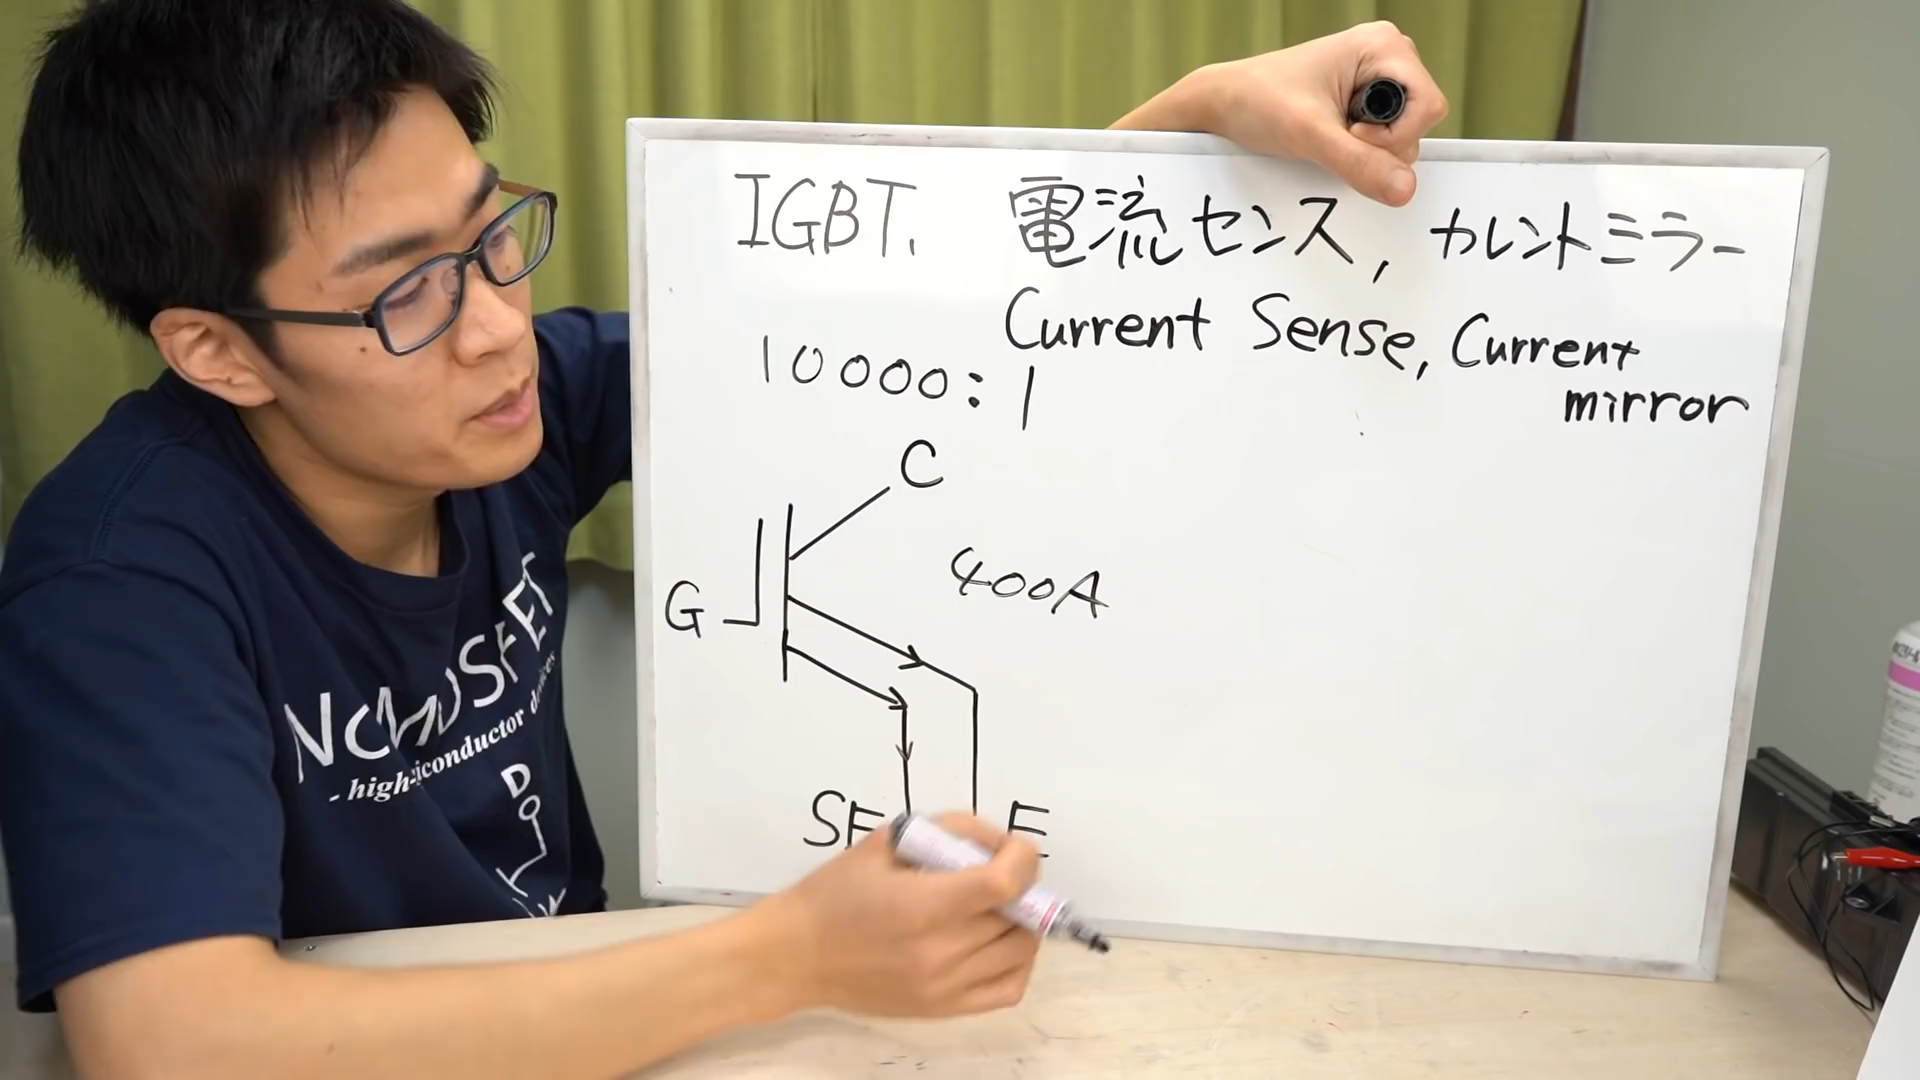 IGBT. 電流センス, カレントミラー
Current Sense, Current
mirror
10000:1
C
400A
G
SE
E
NCHMOSFET
D